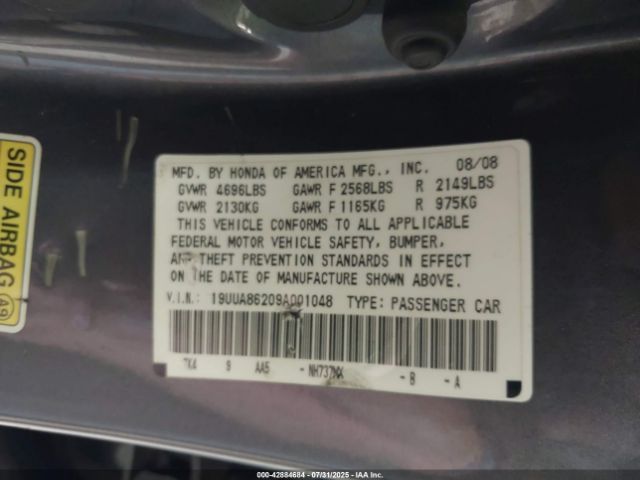 SIDE AIRBAG
A9
MFD. BY HONDA OF AMERICA MFG., INC. 08/08
GVWR 4696LBS GAWR F 2568LBS R 2149LBS
GVWR 2130KG GAWR F 1165KG R 975KG
THIS VEHICLE CONFORMS TO ALL APPLICABLE
FEDERAL MOTOR VEHICLE SAFETY, BUMPER,
AND THEFT PREVENTION STANDARDS IN EFFECT
ON THE DATE OF MANUFACTURE SHOWN ABOVE.
V.I.N.: 19UUA86209A001048 TYPE: PASSENGER CAR
TK4 9 AA5 - NH737MX - B - A
000-42884684 - 07/31/2025 - IAA Inc.